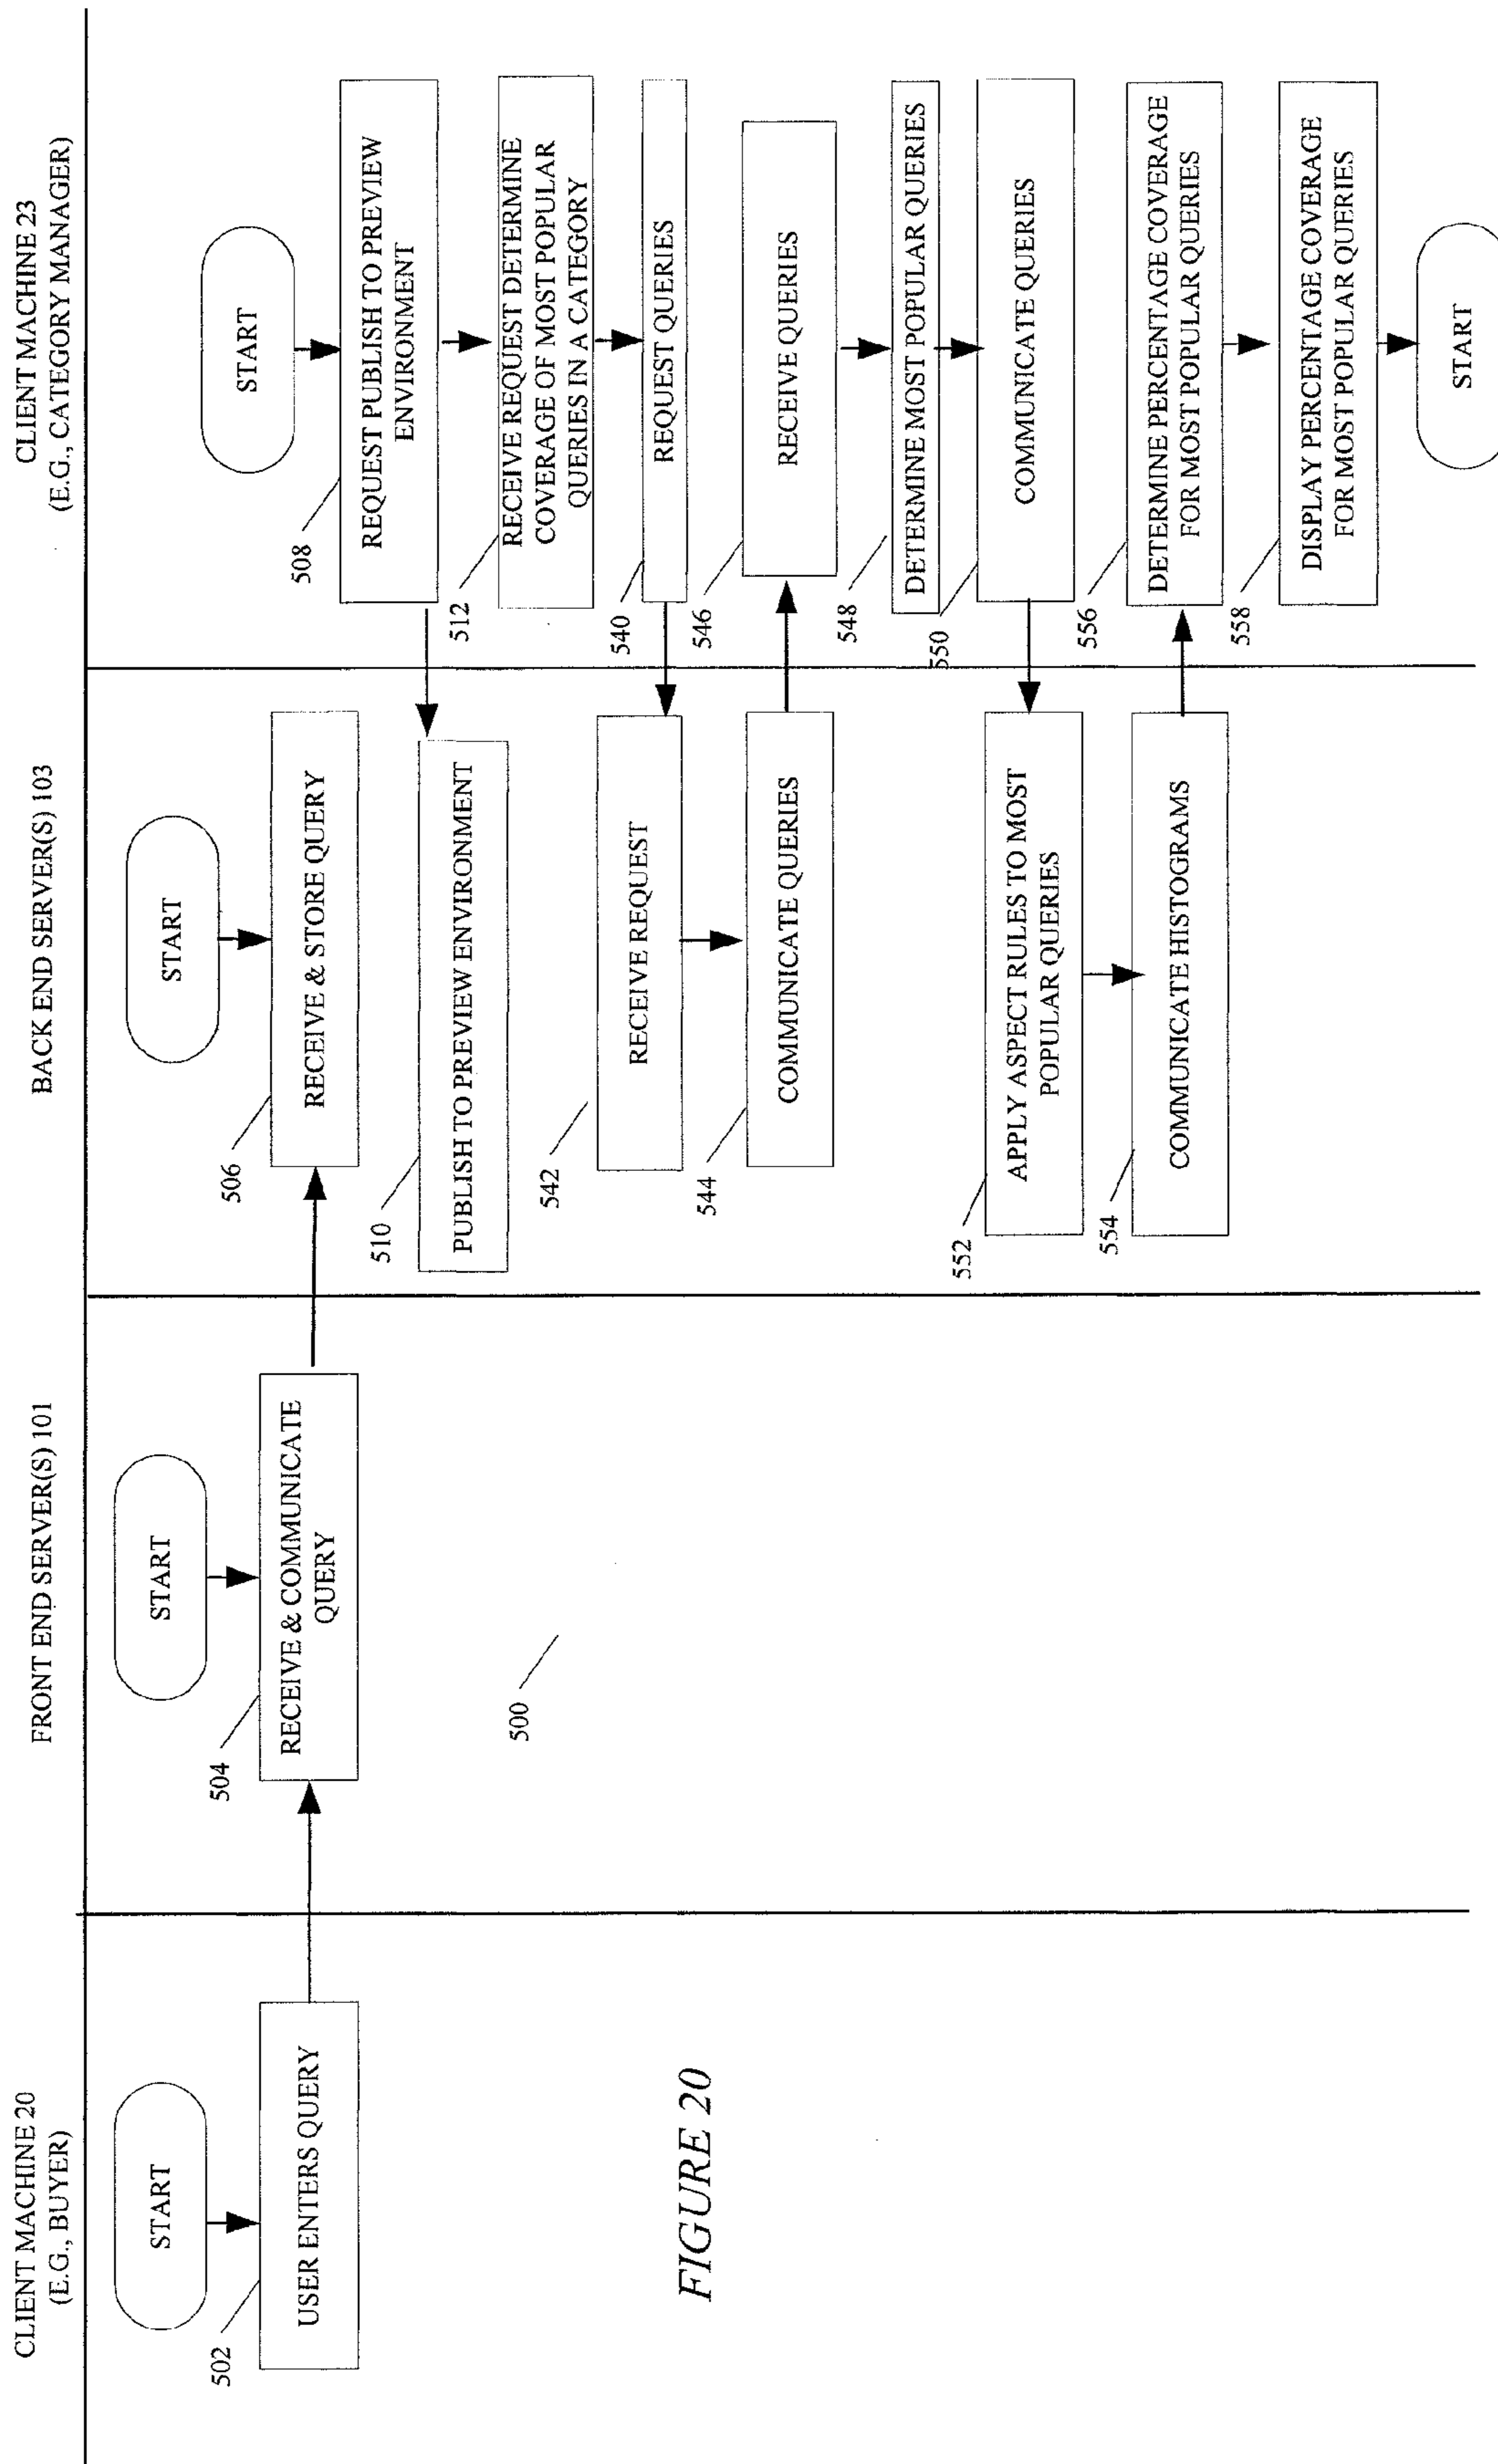 CLIENT MACHINE 20
(E.G., BUYER)
START
502
USER ENTERS QUERY
FRONT END SERVER(S) 101
START
504
RECEIVE & COMMUNICATE
QUERY
500
BACK END SERVER(S) 103
START
506
RECEIVE & STORE QUERY
510
PUBLISH TO PREVIEW ENVIRONMENT
542
RECEIVE REQUEST
544
COMMUNICATE QUERIES
552
APPLY ASPECT RULES TO MOST
POPULAR QUERIES
554
COMMUNICATE HISTOGRAMS
CLIENT MACHINE 23
(E.G., CATEGORY MANAGER)
START
508
REQUEST PUBLISH TO PREVIEW
ENVIRONMENT
512
RECEIVE REQUEST DETERMINE
COVERAGE OF MOST POPULAR
QUERIES IN A CATEGORY
540
REQUEST QUERIES
546
RECEIVE QUERIES
548
DETERMINE MOST POPULAR QUERIES
550
COMMUNICATE QUERIES
556
DETERMINE PERCENTAGE COVERAGE
FOR MOST POPULAR QUERIES
558
DISPLAY PERCENTAGE COVERAGE
FOR MOST POPULAR QUERIES
START
FIGURE 20